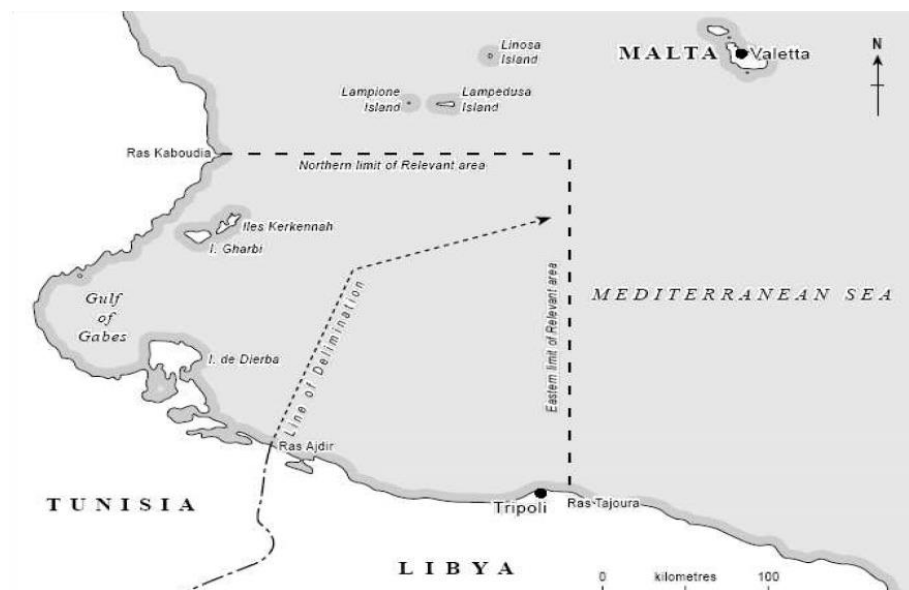 Linosa
Island
MALTA
Valetta
N
Lampione
Island
Lampedusa
Island
Ras Kaboudia
Northern limit of Relevant area
Iles Kerkennah
I. Gharbi
Gulf
of
Gabes
Line of Delimination
Eastern limit of Relevant area
MEDITERRANEAN SEA
I. de Dierba
Ras Ajdir
TUNISIA
Tripoli
Ras Tajoura
LIBYA
0 kilometres 100